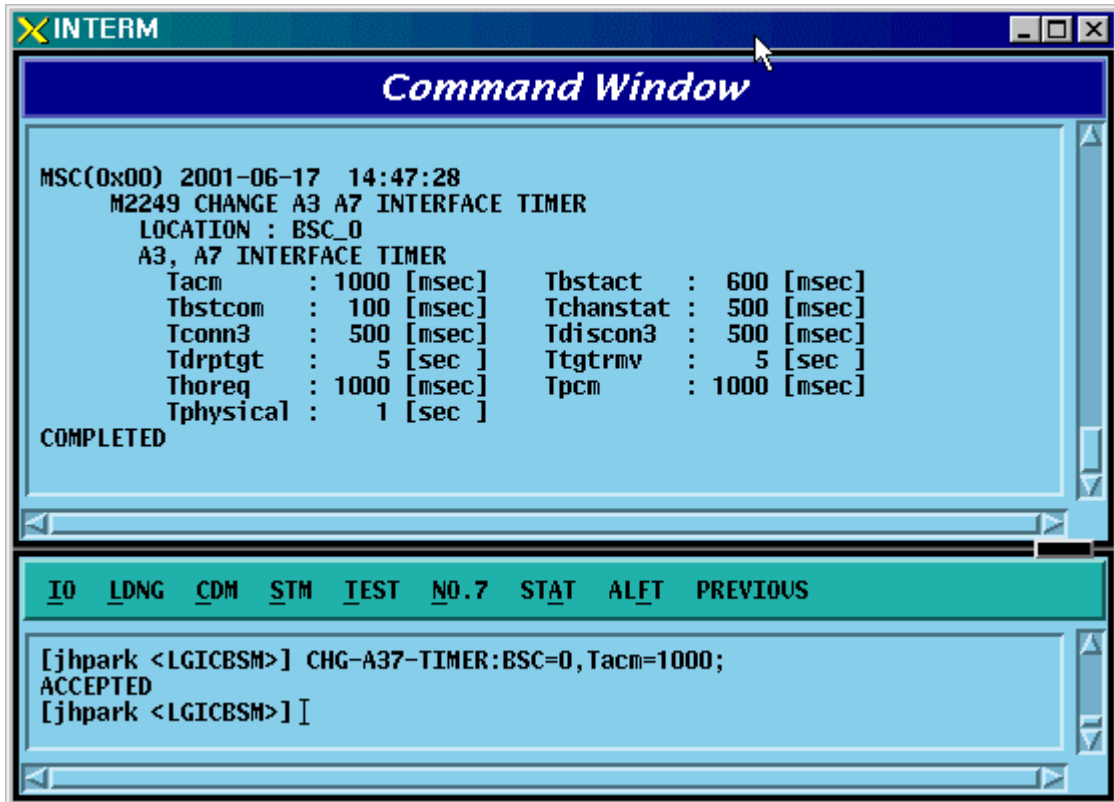 INTERM
Command Window
MSC(0x00) 2001-06-17 14:47:28
M2249 CHANGE A3 A7 INTERFACE TIMER
LOCATION : BSC_0
A3, A7 INTERFACE TIMER
Tacm : 1000 [msec] Tbstact : 600 [msec]
Tbstcom : 100 [msec] Tchanstat : 500 [msec]
Tconn3 : 500 [msec] Tdiscon3 : 500 [msec]
Tdrptgt : 5 [sec ] Ttgtrmv : 5 [sec ]
Thoreq : 1000 [msec] Tpcm : 1000 [msec]
Tphysical : 1 [sec ]
COMPLETED
IO LDNG CDM STM TEST NO.7 STAT ALFT PREVIOUS
[jhpark <LGICBSM>] CHG-A37-TIMER:BSC=0,Tacm=1000;
ACCEPTED
[jhpark <LGICBSM>]